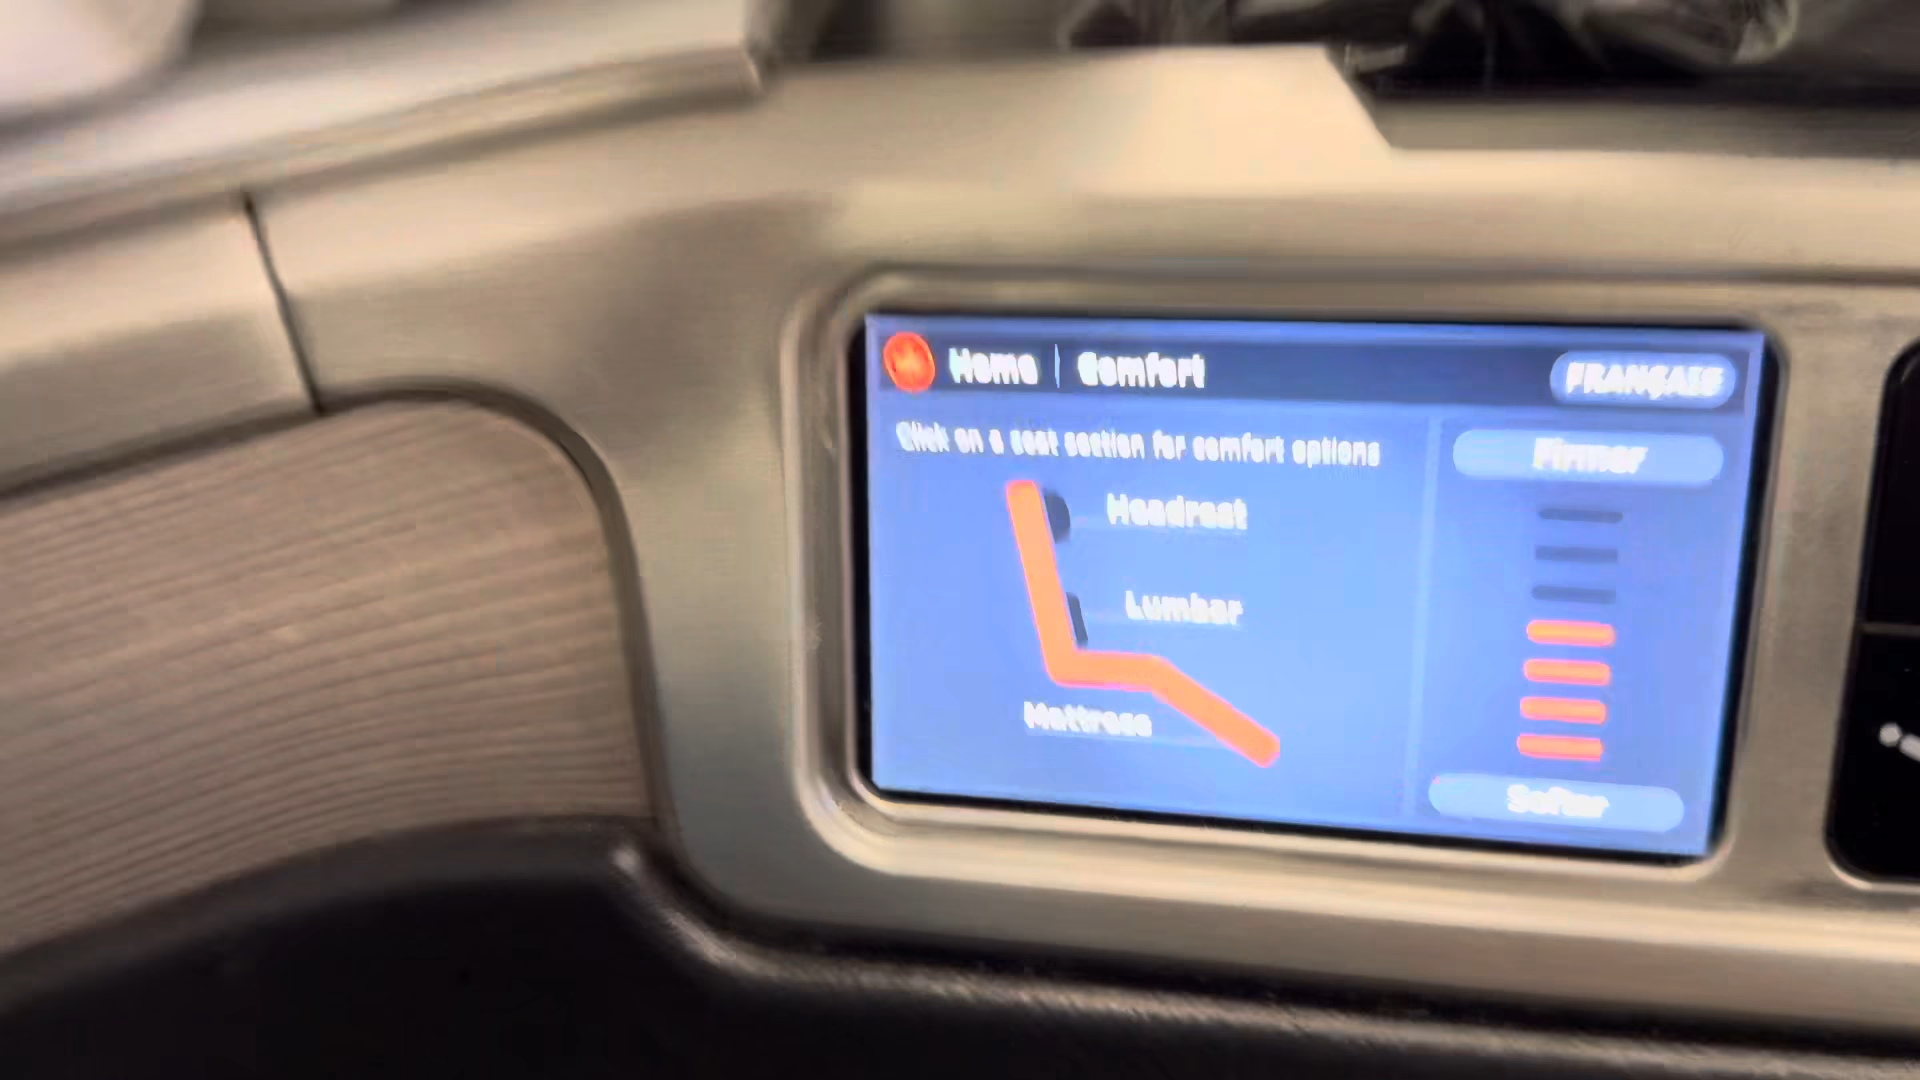 Home | Comfort
FRANÇAIS
Click on a seat section for comfort options
Firmer
Headrest
Lumbar
Mattress
Softer